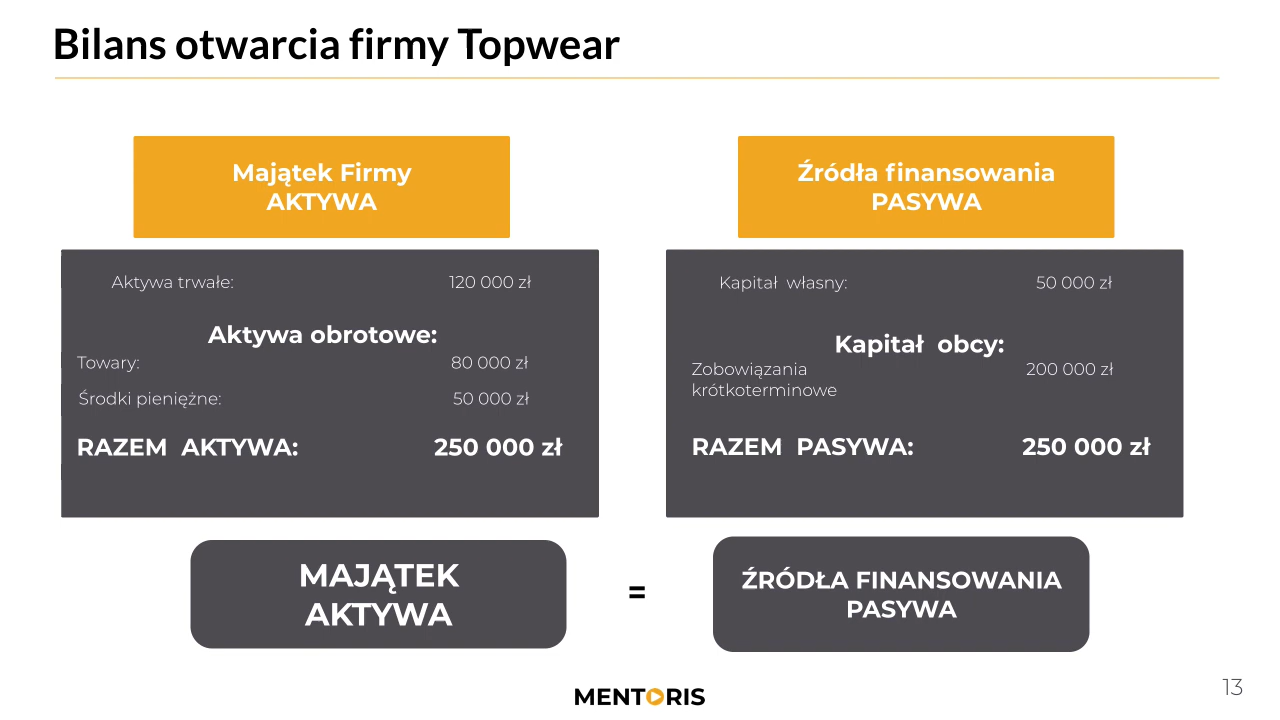 Bilans otwarcia firmy Topwear
Majątek Firmy
AKTYWA
Aktywa trwałe: 120 000 zł
Aktywa obrotowe:
Towary: 80 000 zł
Środki pieniężne: 50 000 zł
RAZEM AKTYWA: 250 000 zł
Źródła finansowania
PASYWA
Kapitał własny: 50 000 zł
Kapitał obcy:
Zobowiązania 200 000 zł
krótkoterminowe
RAZEM PASYWA: 250 000 zł
MAJĄTEK
AKTYWA
=
ŹRÓDŁA FINANSOWANIA
PASYWA
MENTORIS
13